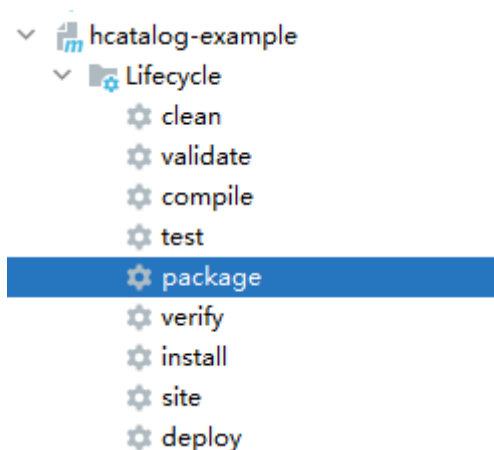 hcatalog-example
Lifecycle
clean
validate
compile
test
package
verify
install
site
deploy